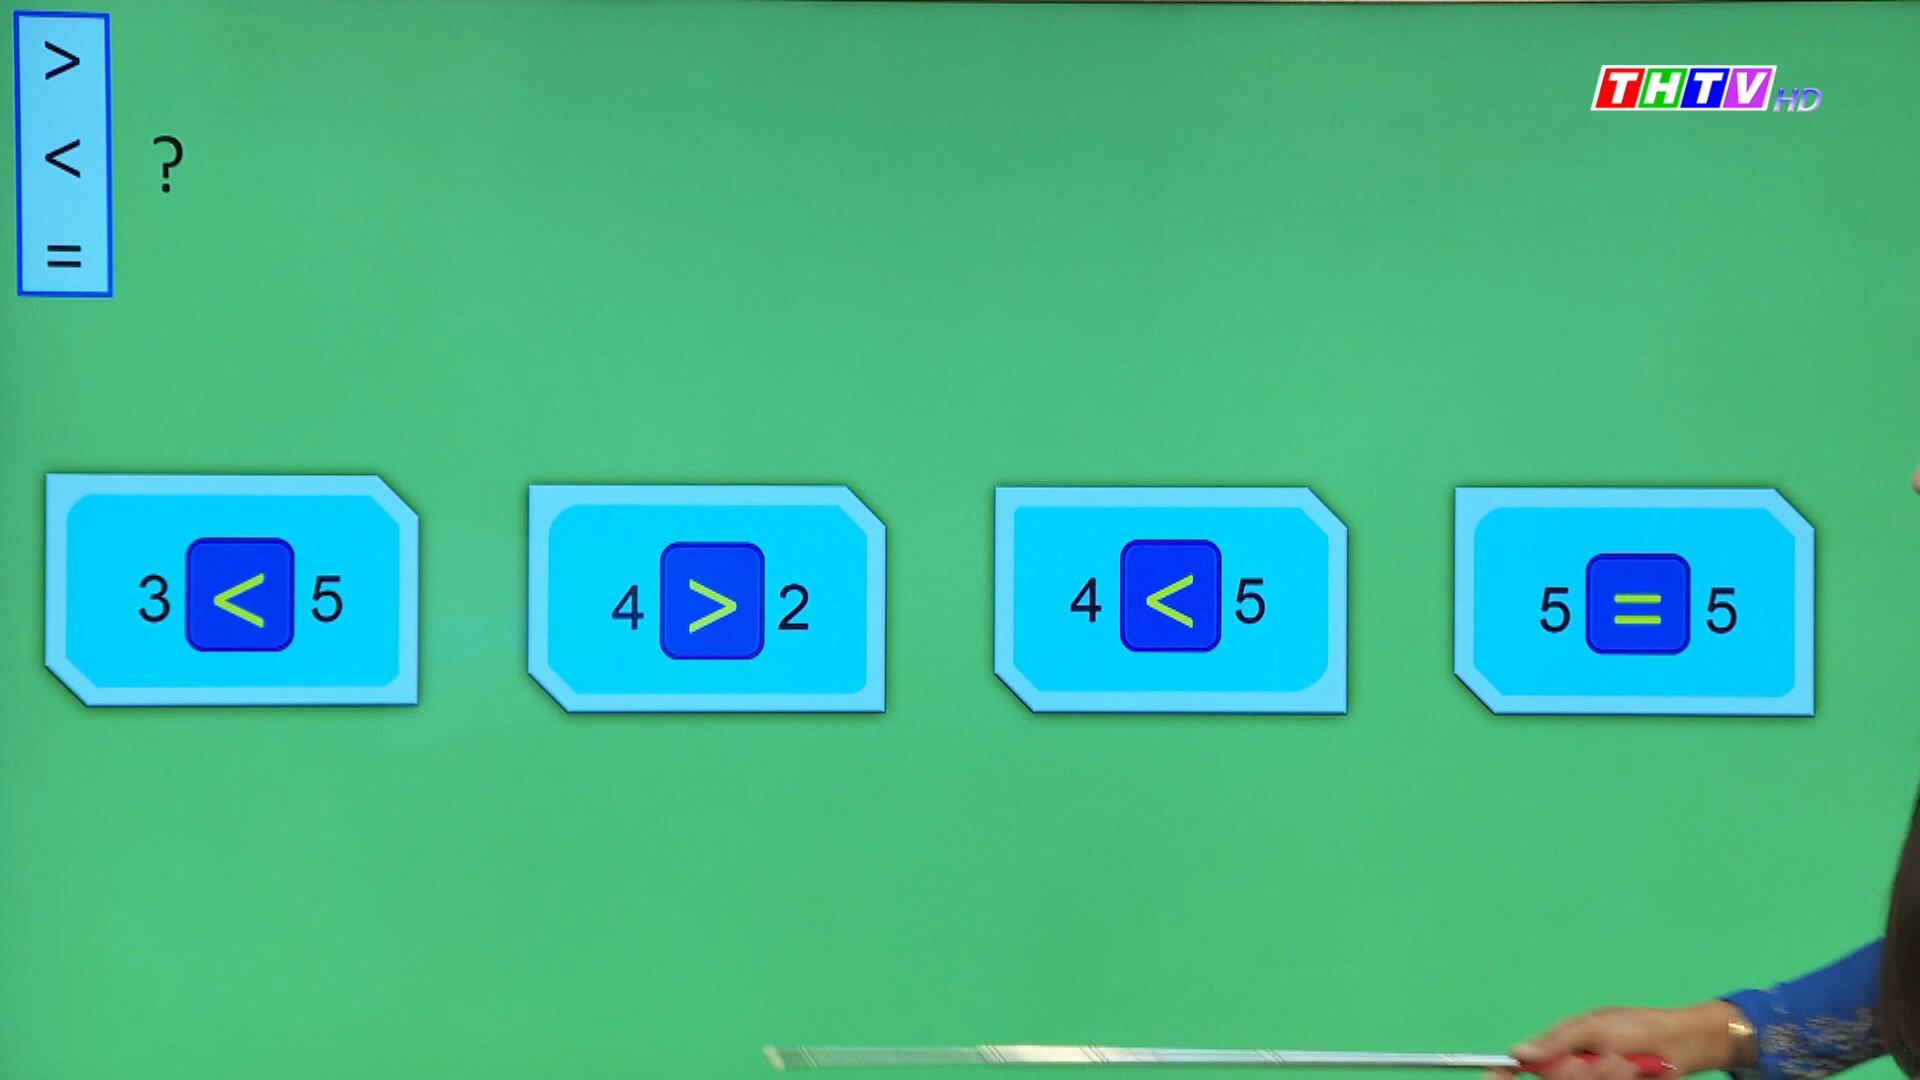 >
THTV HD
< ?
=
3 < 5
4 > 2
4 < 5
5 = 5